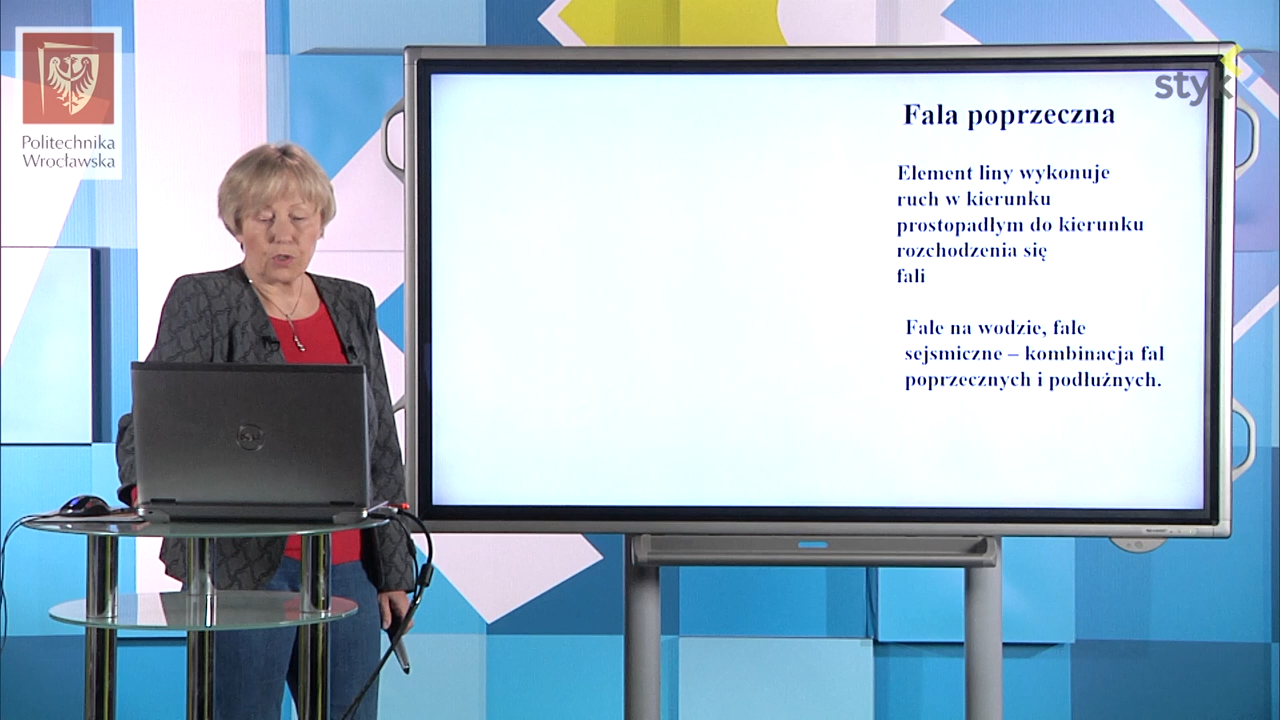 Politechnika
Wrocławska
styk
Fala poprzeczna
Element liny wykonuje
ruch w kierunku
prostopadłym do kierunku
rozchodzenia się
fali
Fale na wodzie, fale
sejsmiczne – kombinacja fal
poprzecznych i podłużnych.
DELL